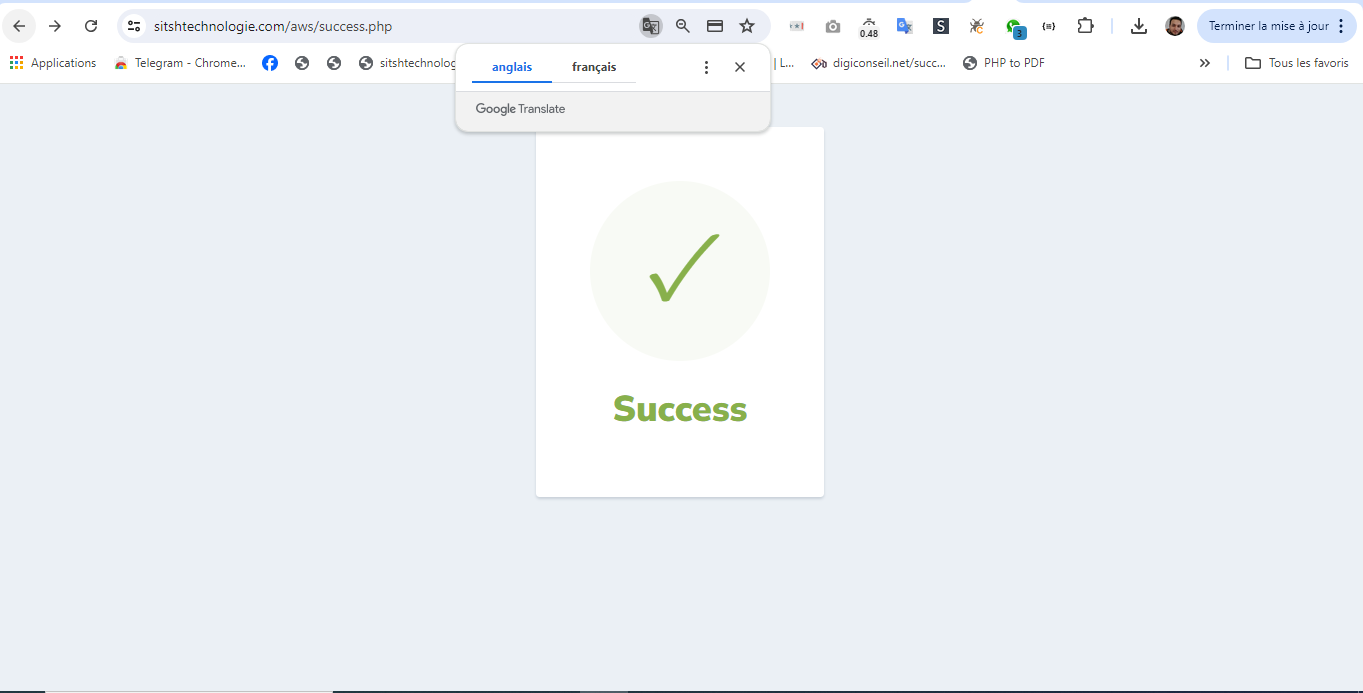 sitshtechnologie.com/aws/success.php
0.48
S
3
Terminer la mise à jour
Applications
Telegram - Chrome...
sitshtechnolog
| L...
digiconseil.net/succ...
PHP to PDF
Tous les favoris
anglais
français
Google Translate
Success